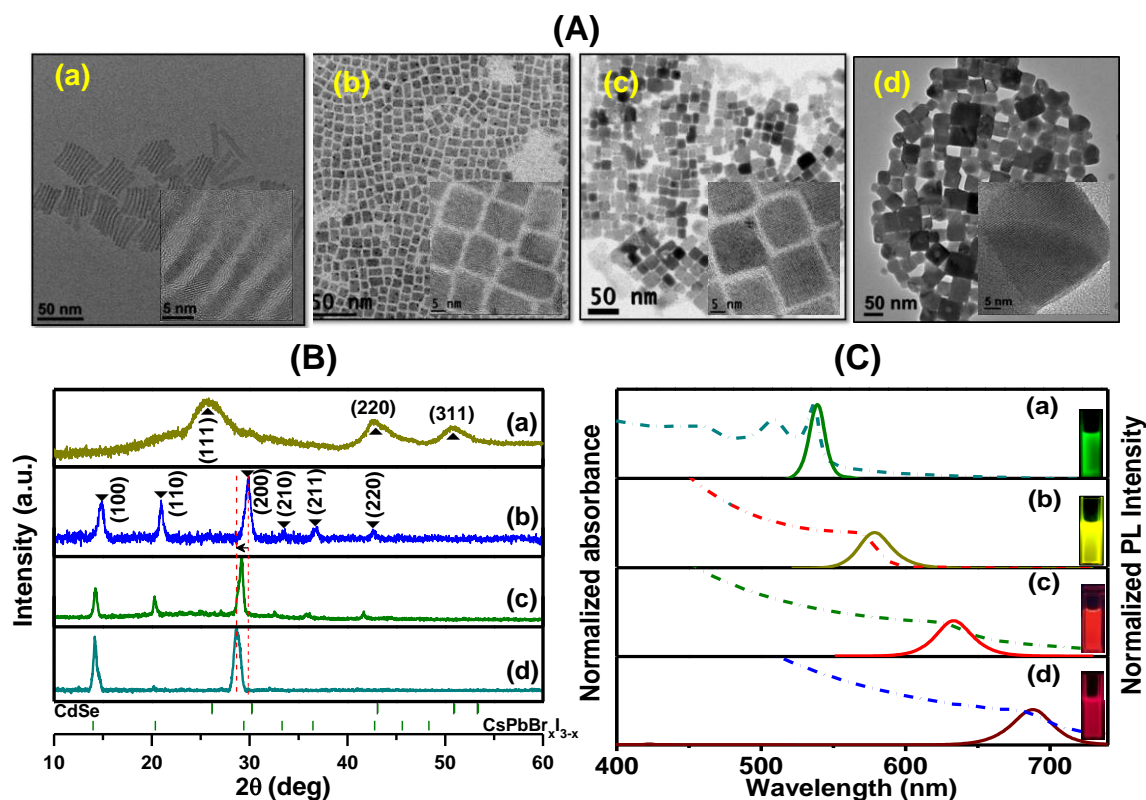 (A)
(a)
(b)
(c)
(d)
50 nm
5 nm
50 nm
5 nm
50 nm
5 nm
50 nm
5 nm
(B)
(C)
Intensity (a.u.)
(111)
(220)
(311)
(a)
(100)
(110)
(200)
(210)
(211)
(220)
(b)
(c)
(d)
CdSe
CsPbBrxI3-x
10 20 30 40 50 60
2θ (deg)
Normalized absorbance
(a)
(b)
(c)
(d)
Normalized PL Intensity
400 500 600 700
Wavelength (nm)